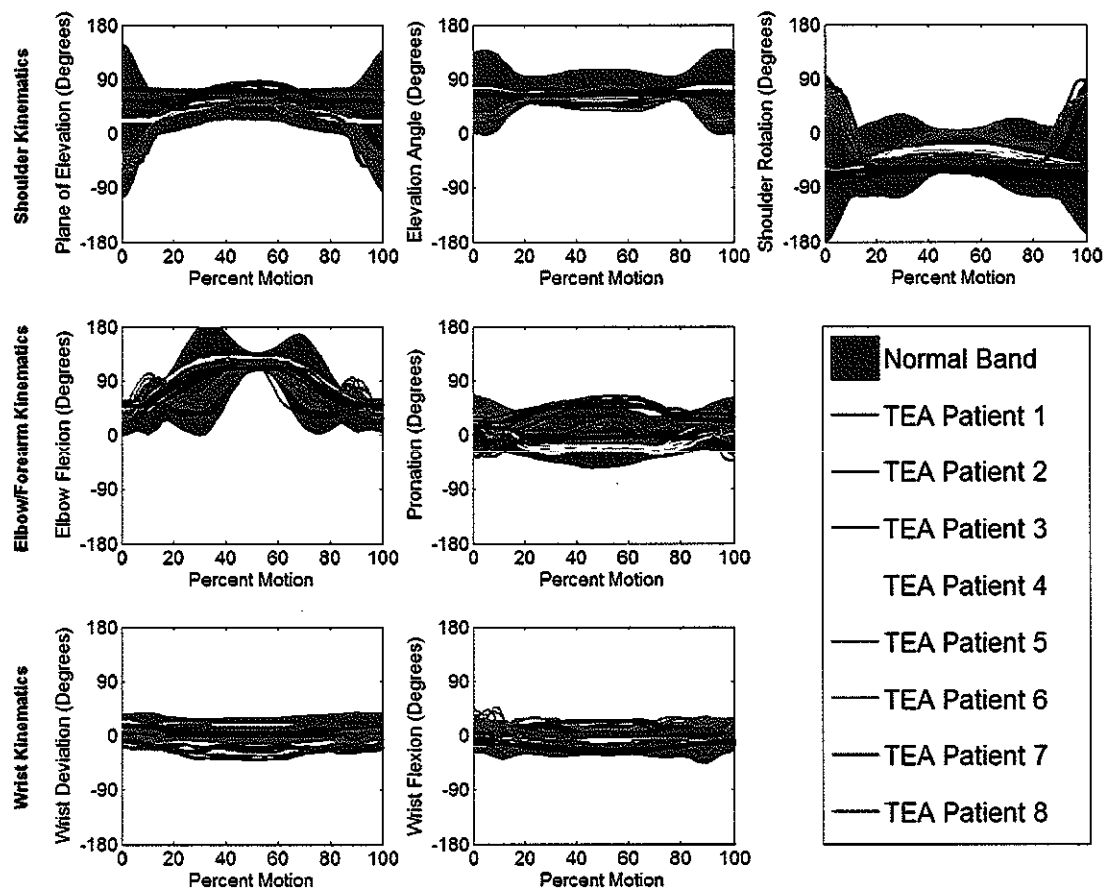 Shoulder Kinematics
Plane of Elevation (Degrees)
180
90
0
-90
-180
0 20 40 60 80 100
Percent Motion
Elevation Angle (Degrees)
180
90
0
-90
-180
0 20 40 60 80 100
Percent Motion
Shoulder Rotation (Degrees)
180
90
0
-90
-180
0 20 40 60 80 100
Percent Motion
Elbow/Forearm Kinematics
Elbow Flexion (Degrees)
180
90
0
-90
-180
0 20 40 60 80 100
Percent Motion
Pronation (Degrees)
180
90
0
-90
-180
0 20 40 60 80 100
Percent Motion
Normal Band
TEA Patient 1
TEA Patient 2
TEA Patient 3
TEA Patient 4
TEA Patient 5
TEA Patient 6
TEA Patient 7
TEA Patient 8
Wrist Kinematics
Wrist Deviation (Degrees)
180
90
0
-90
-180
0 20 40 60 80 100
Percent Motion
Wrist Flexion (Degrees)
180
90
0
-90
-180
0 20 40 60 80 100
Percent Motion